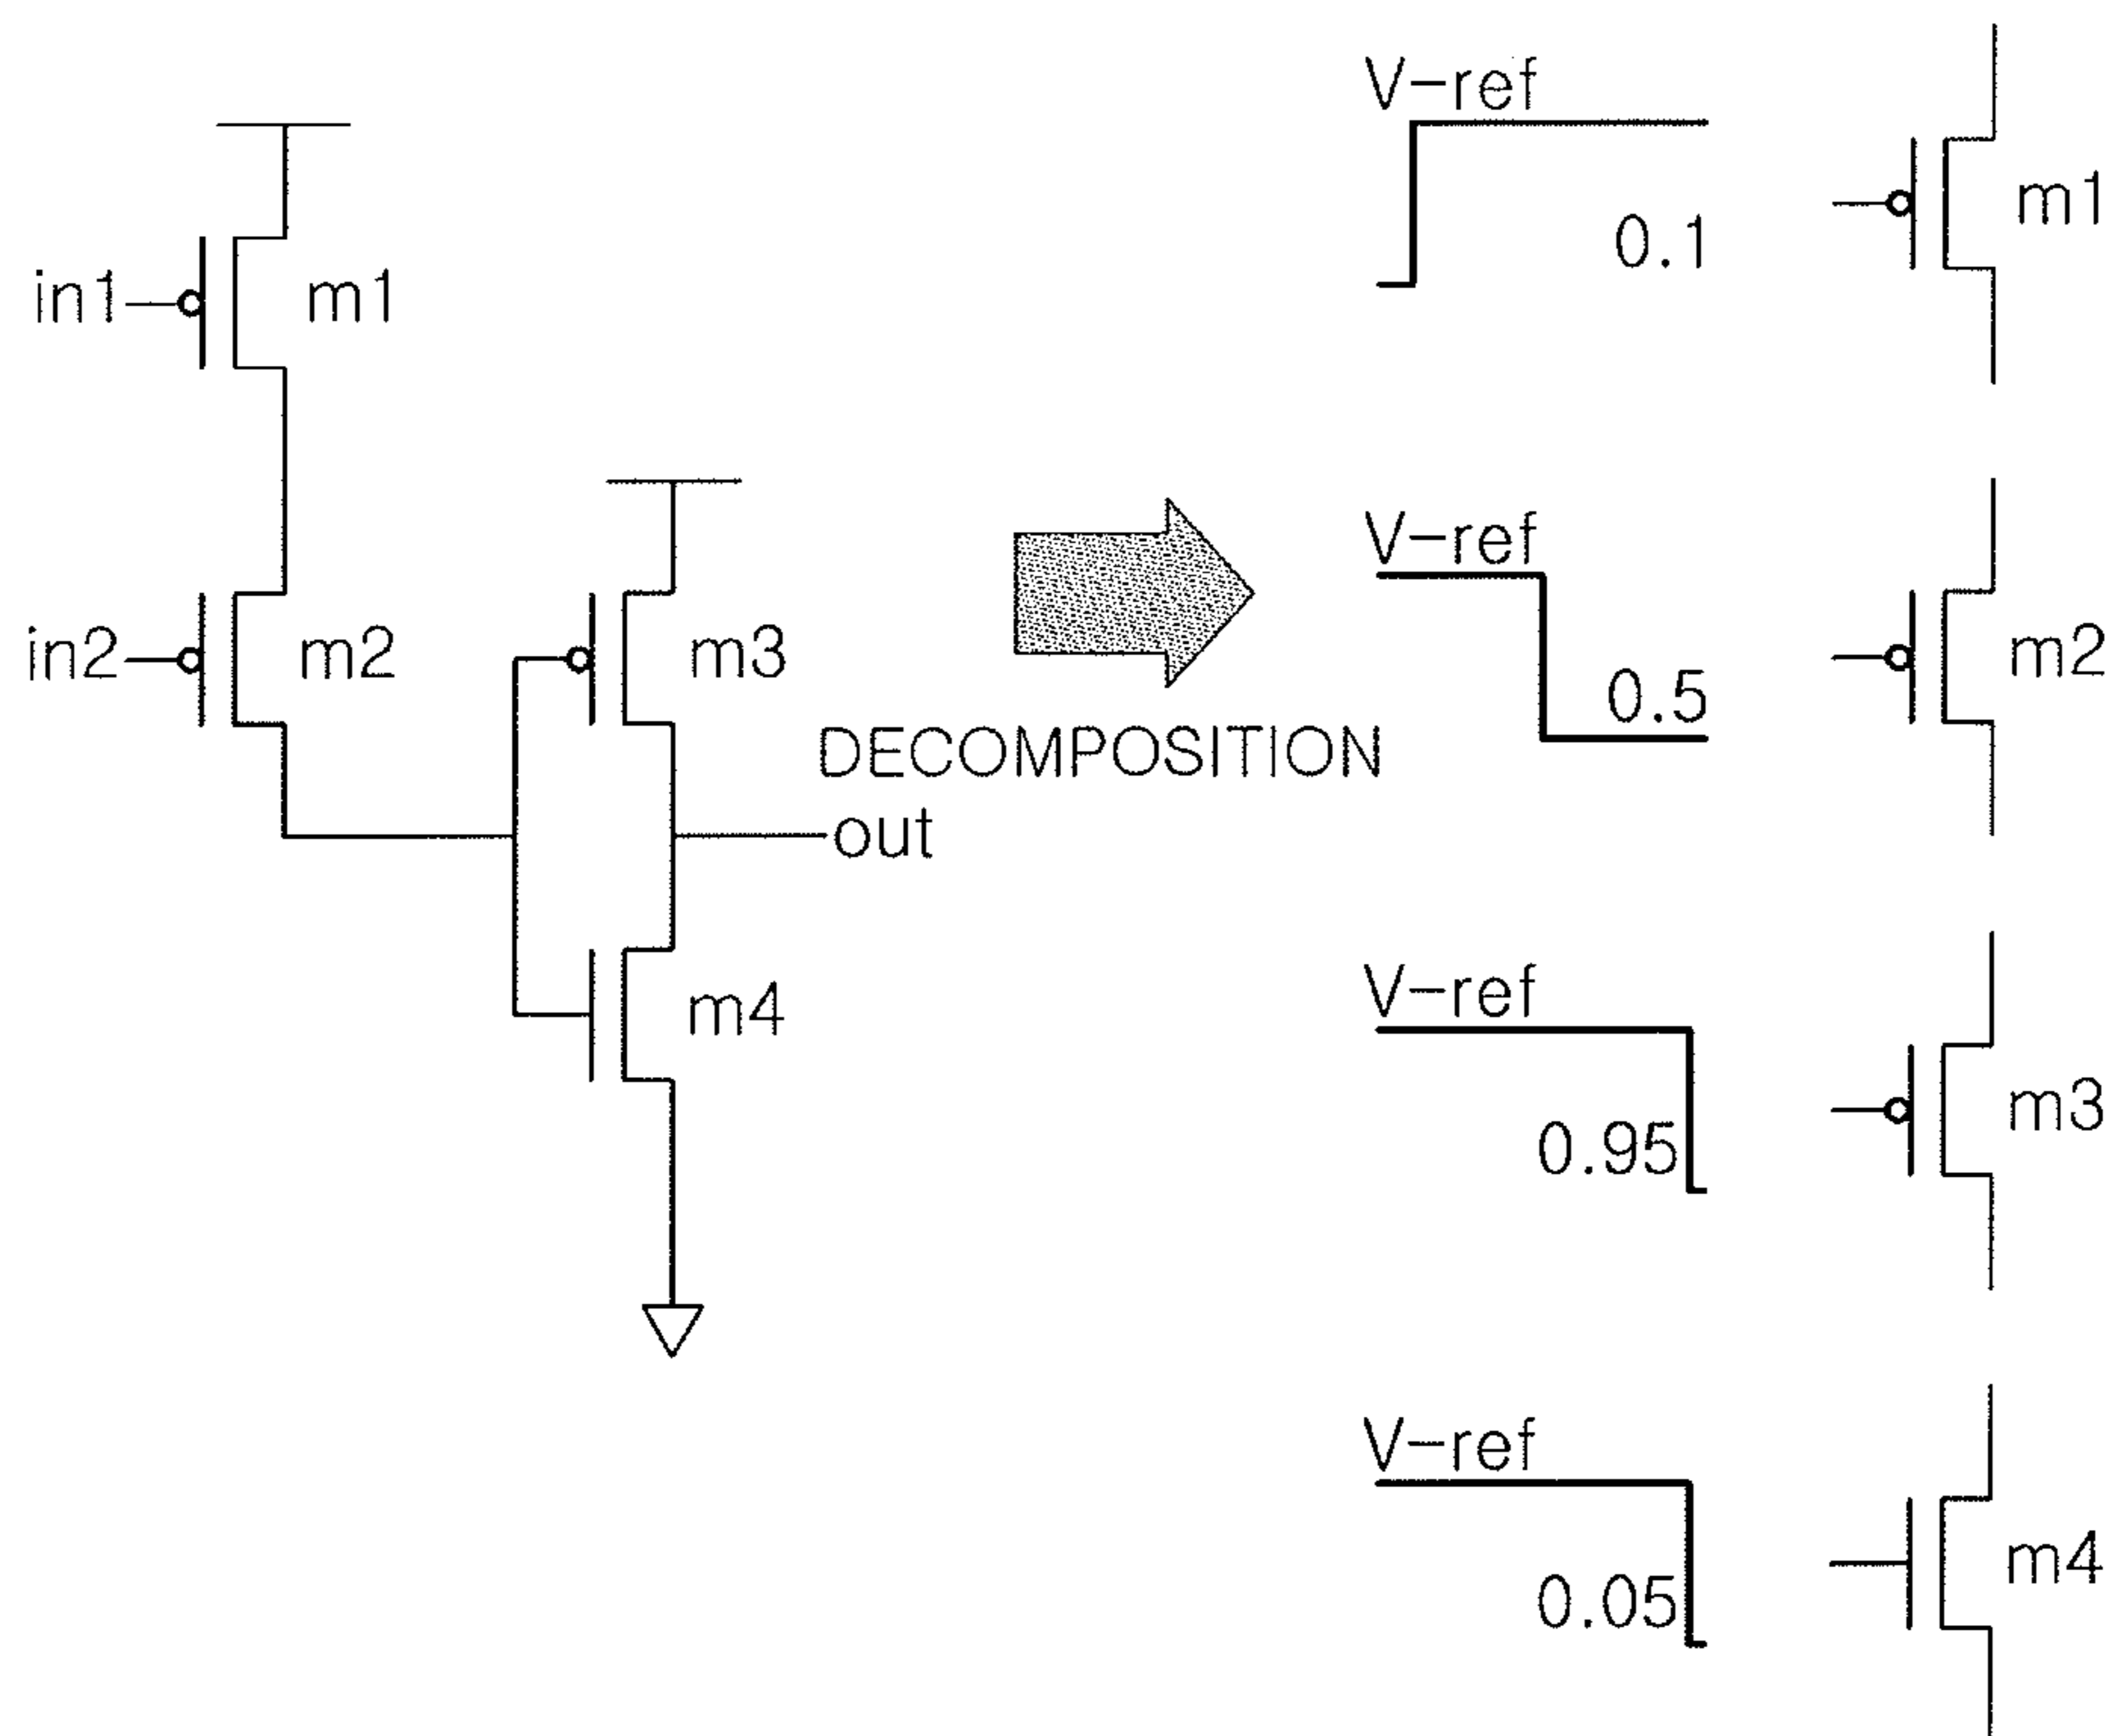 in1
m1
in2
m2
m3
m4
out
DECOMPOSITION
V-ref
0.1
m1
V-ref
0.5
m2
V-ref
0.95
m3
V-ref
0.05
m4